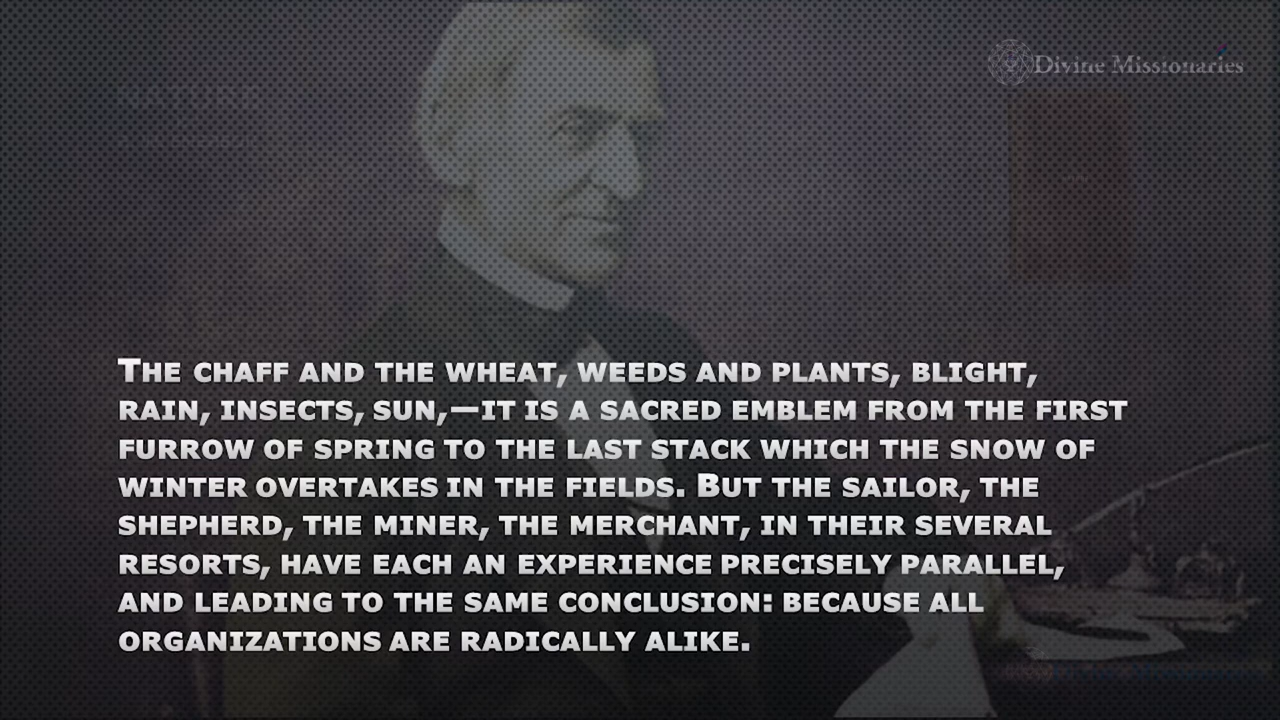 NATURE
Divine Missionaries
The chaff and the wheat, weeds and plants, blight,
rain, insects, sun,—it is a sacred emblem from the first
furrow of spring to the last stack which the snow of
winter overtakes in the fields. But the sailor, the
shepherd, the miner, the merchant, in their several
resorts, have each an experience precisely parallel,
and leading to the same conclusion: because all
organizations are radically alike.